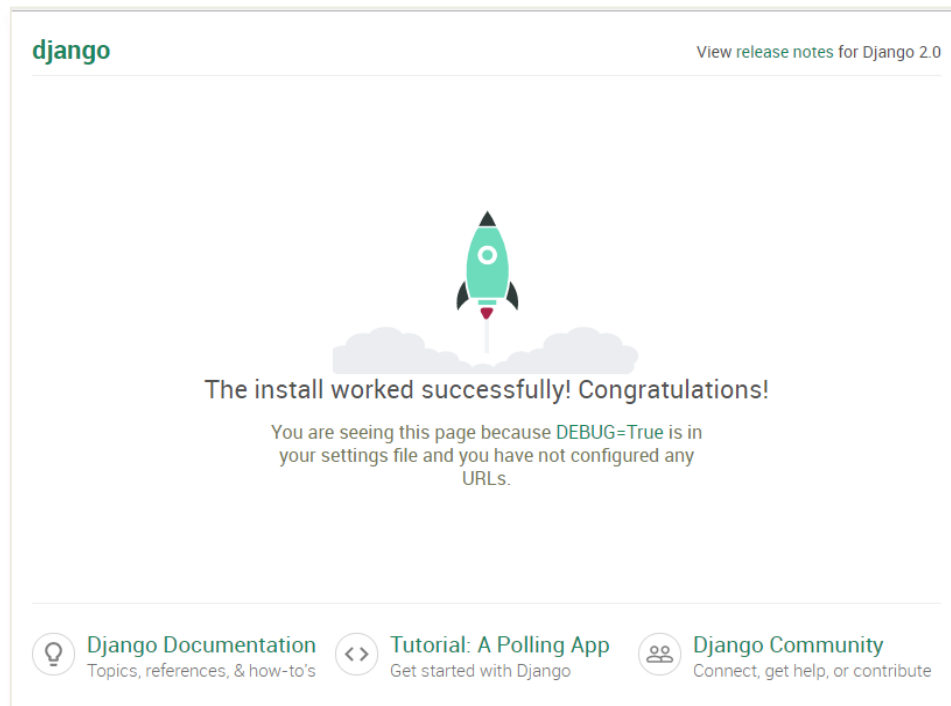 django
View release notes for Django 2.0
The install worked successfully! Congratulations!
You are seeing this page because DEBUG=True is in
your settings file and you have not configured any
URLs.
Django Documentation
Topics, references, & how-to's
Tutorial: A Polling App
Get started with Django
Django Community
Connect, get help, or contribute